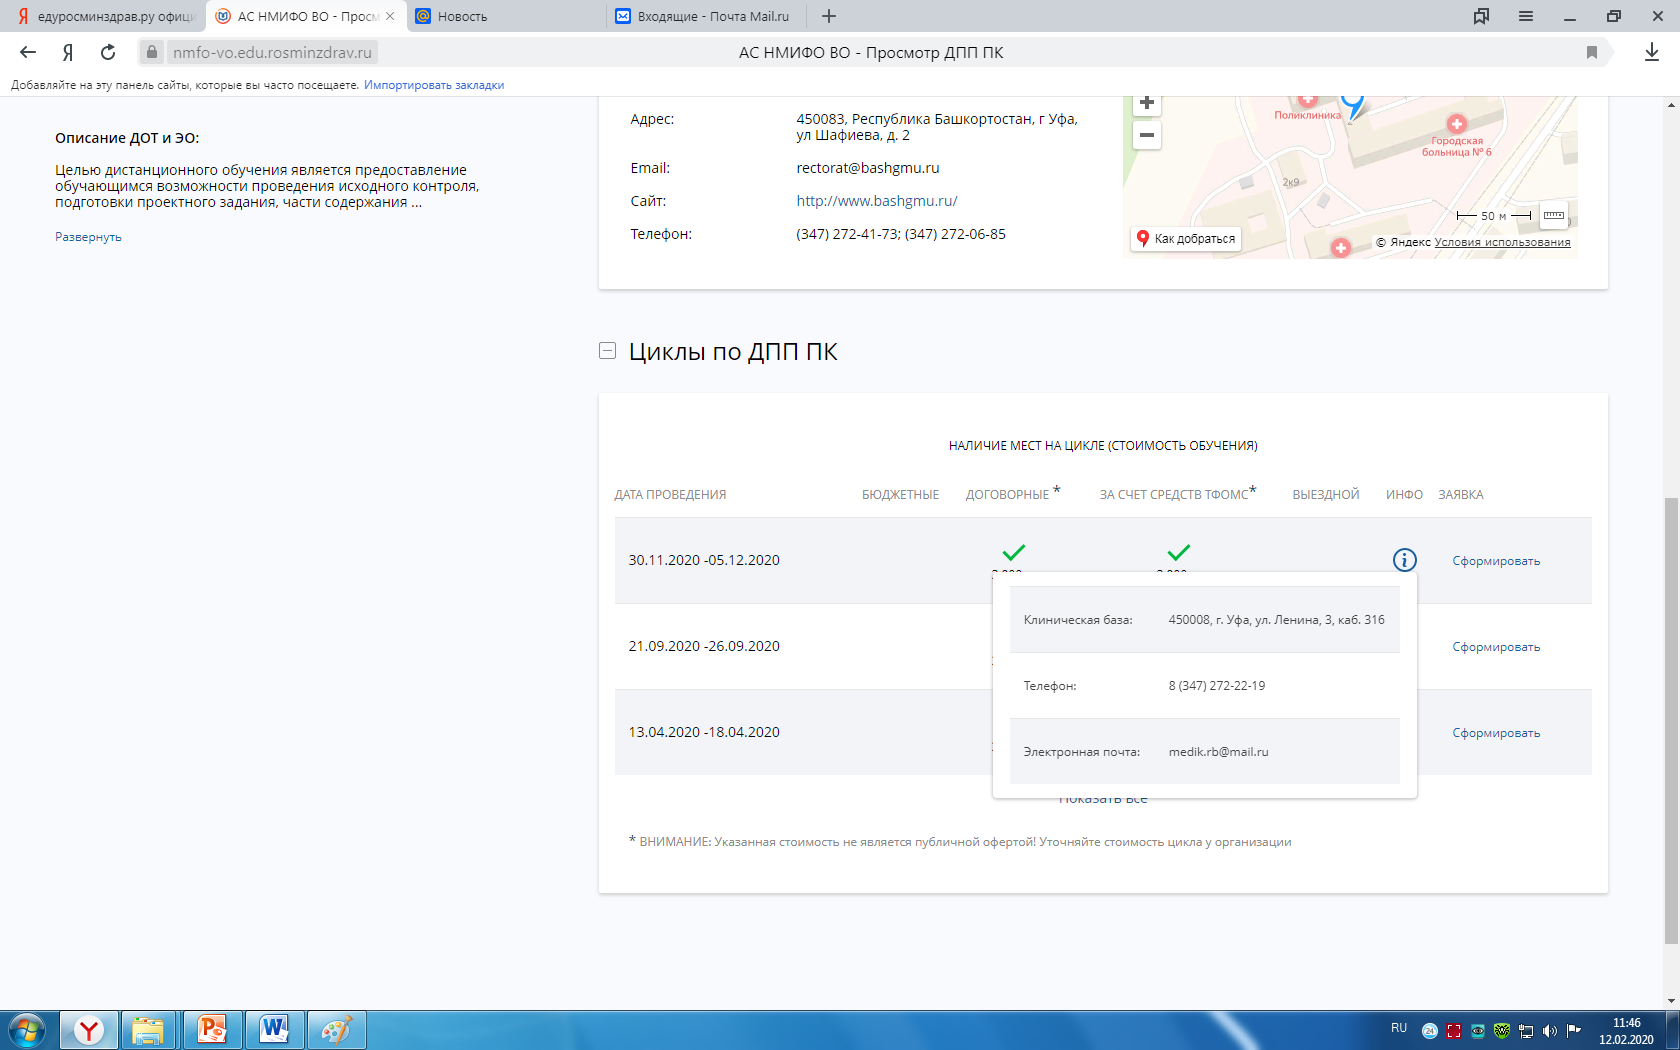 едуросминздрав.ру офици
АС НМИФО ВО - Просм
Новость
Входящие - Почта Mail.ru
nmfo-vo.edu.rosminzdrav.ru
АС НМИФО ВО - Просмотр ДПП ПК
Добавляйте на эту панель сайты, которые вы часто посещаете. Импортировать закладки
Описание ДОТ и ЭО:
Целью дистанционного обучения является предоставление
обучающимся возможности проведения исходного контроля,
подготовки проектного задания, части содержания ...
Развернуть
Адрес: 450083, Республика Башкортостан, г Уфа,
ул Шафиева, д. 2
Email: rectorat@bashgmu.ru
Сайт: http://www.bashgmu.ru/
Телефон: (347) 272-41-73; (347) 272-06-85
Поликлиника
Городская
больница № 6
2к9
50 м
Как добраться
© Яндекс Условия использования
Циклы по ДПП ПК
НАЛИЧИЕ МЕСТ НА ЦИКЛЕ (СТОИМОСТЬ ОБУЧЕНИЯ)
ДАТА ПРОВЕДЕНИЯ БЮДЖЕТНЫЕ ДОГОВОРНЫЕ * ЗА СЧЕТ СРЕДСТВ ТФОМС* ВЫЕЗДНОЙ ИНФО ЗАЯВКА
30.11.2020 -05.12.2020 Сформировать
Клиническая база: 450008, г. Уфа, ул. Ленина, 3, каб. 316
21.09.2020 -26.09.2020 Сформировать
Телефон: 8 (347) 272-22-19
13.04.2020 -18.04.2020 Сформировать
Электронная почта: medik.rb@mail.ru
Показать все
* ВНИМАНИЕ: Указанная стоимость не является публичной офертой! Уточняйте стоимость цикла у организации
RU
11:46
12.02.2020